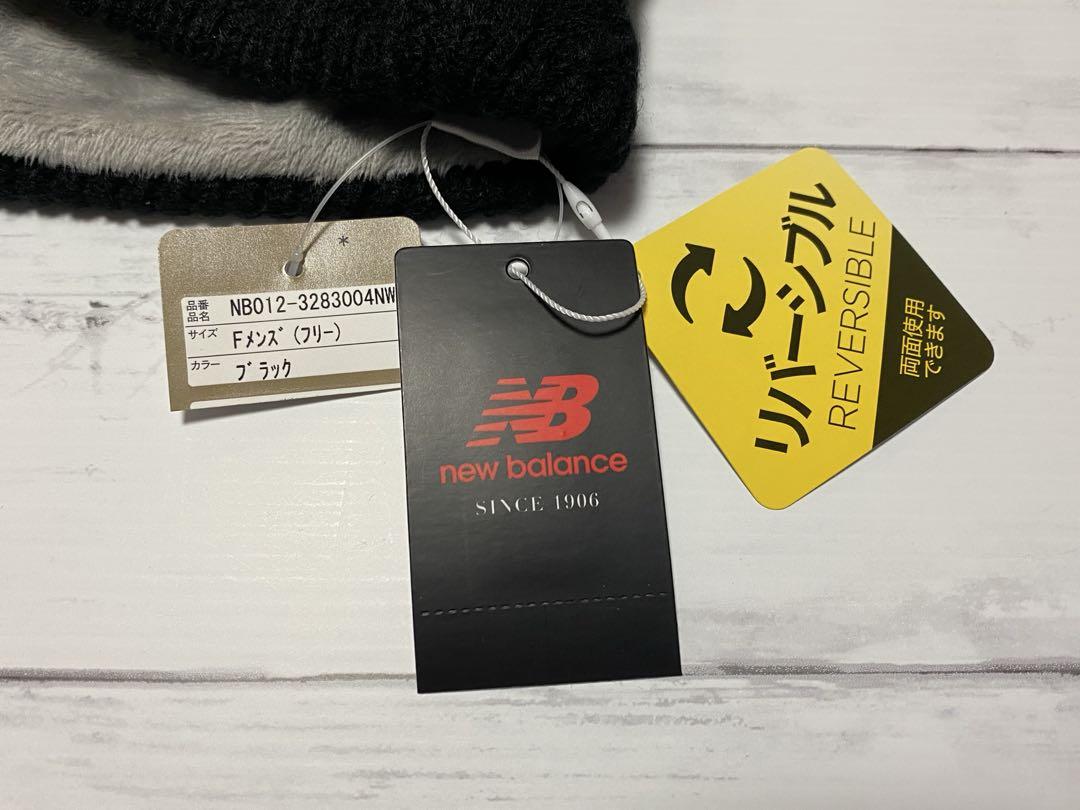 *
品番
品名
NB012-3283004NW
サイズ
Fメンズ(フリー)
カラー
ブラック
NB
new balance
SINCE 1906
リバーシブル
REVERSIBLE
両面使用
できます